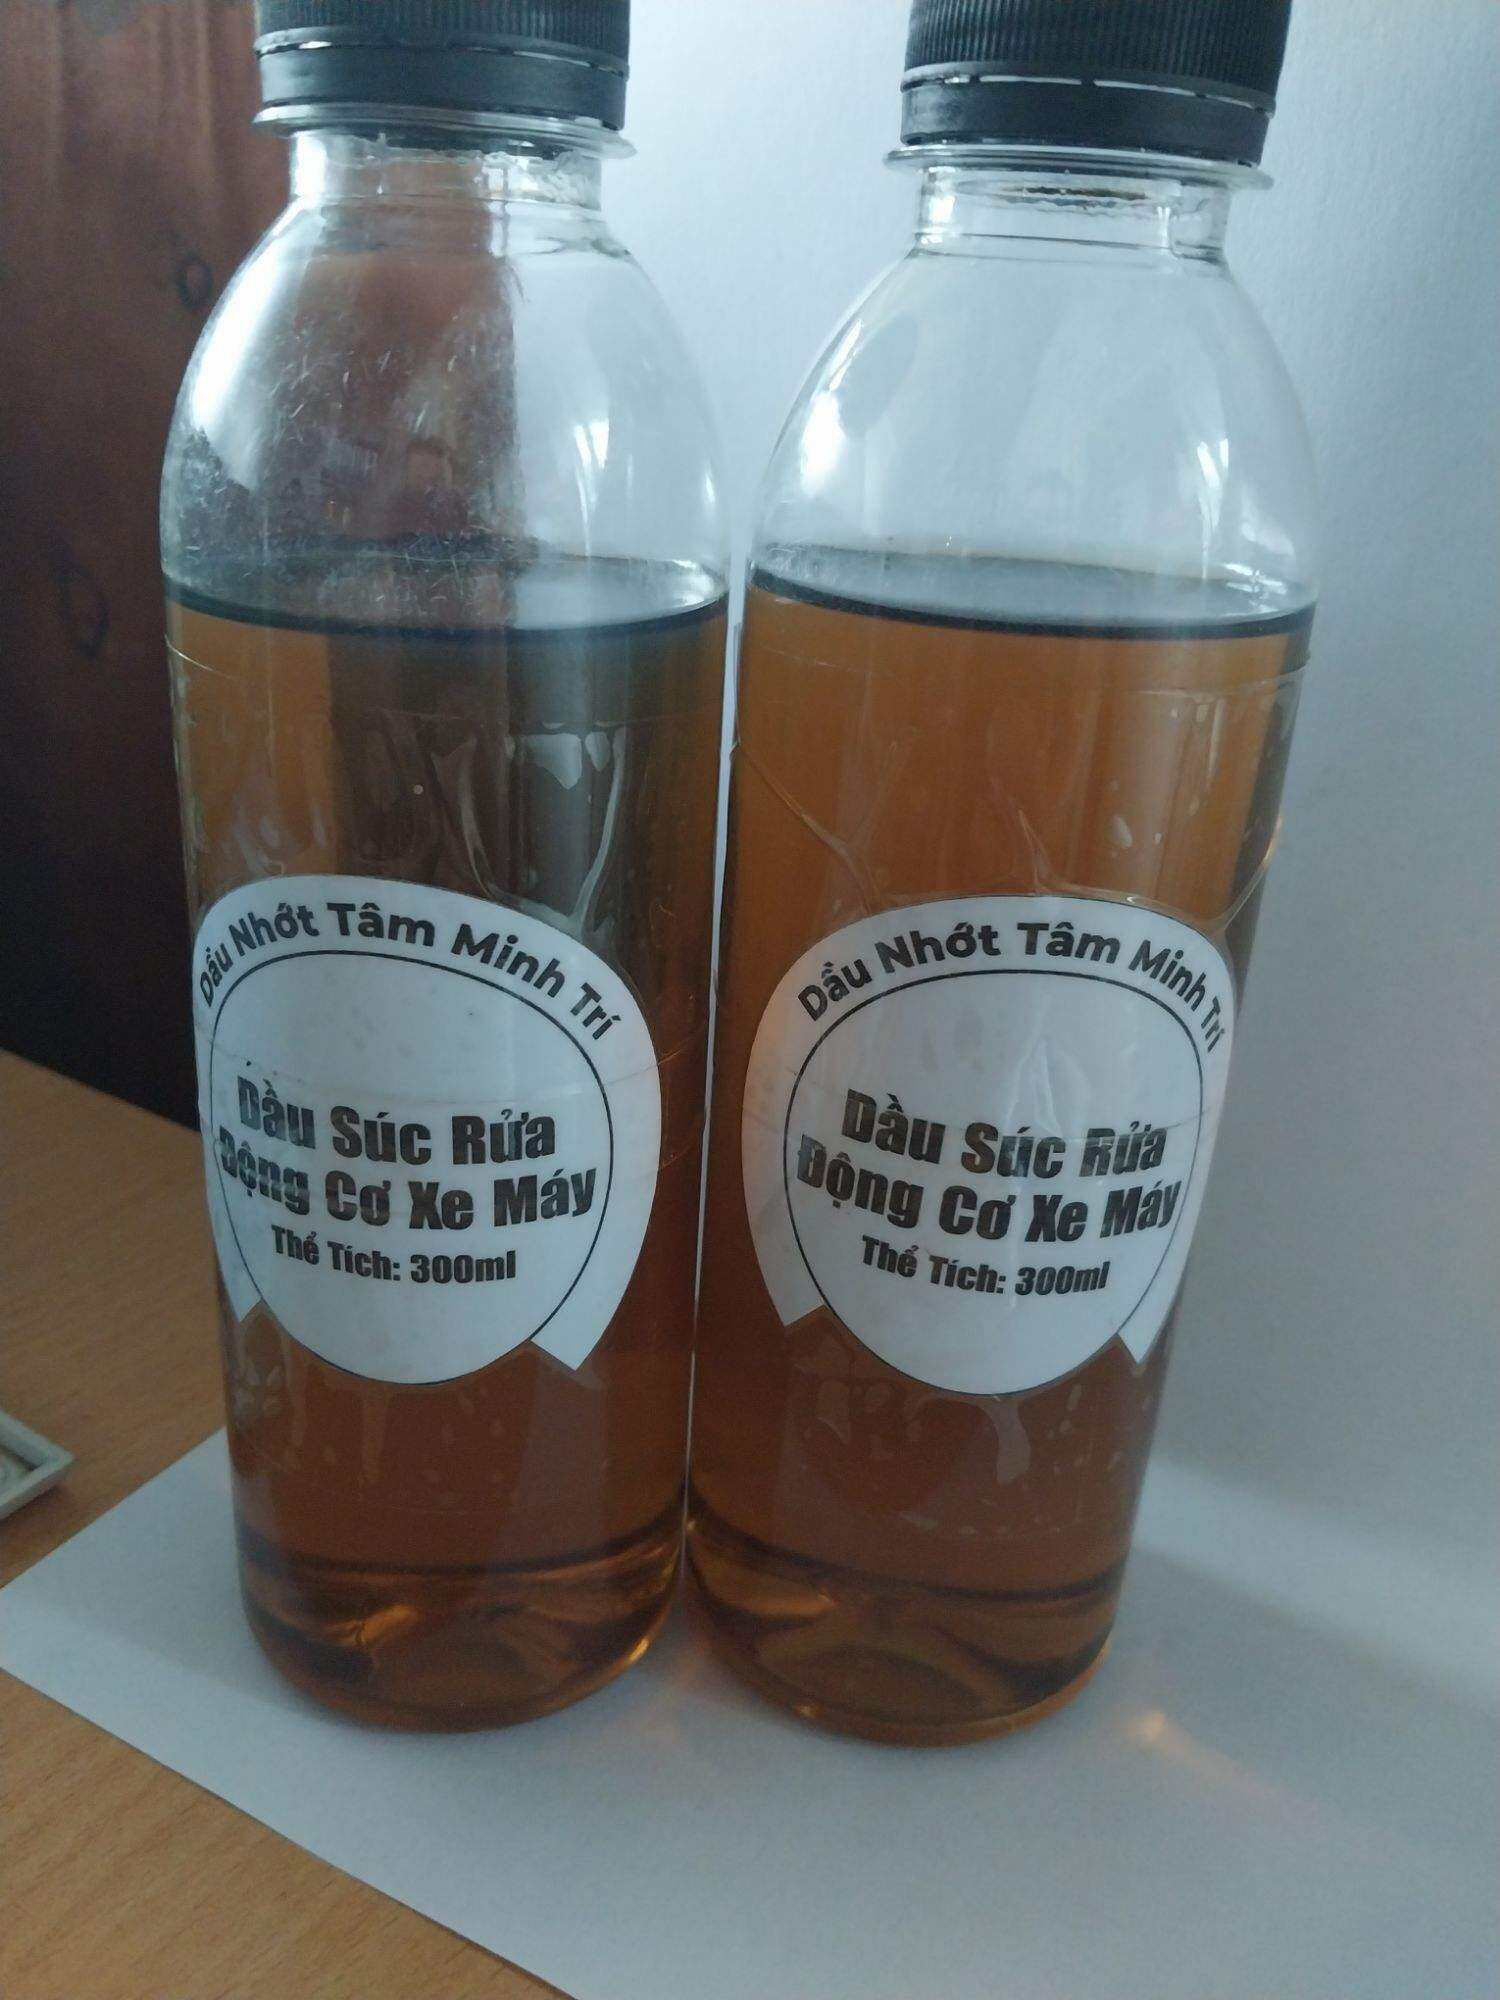 Dầu Nhớt Tâm Minh Trí
Dầu Súc Rửa
Động Cơ Xe Máy
Thể Tích: 300ml
Dầu Nhớt Tâm Minh Trí
Dầu Súc Rửa
Động Cơ Xe Máy
Thể Tích: 300ml